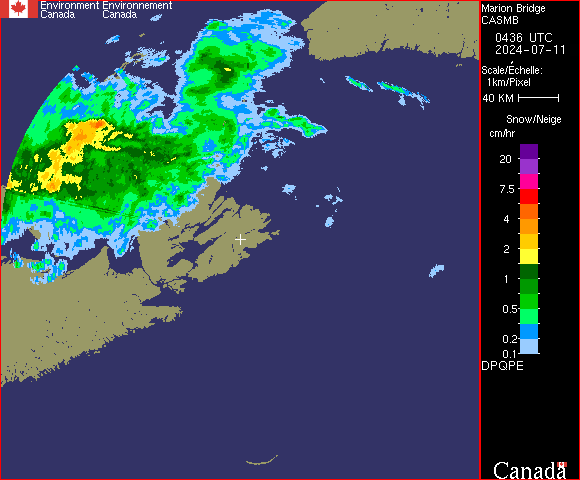 Environment Environnement
Canada Canada
Marion Bridge
CASMB
0436 UTC
2024-07-11
Scale/Echelle:
1km/Pixel
40 KM
Snow/Neige
cm/hr
20
7.5
4
2
1
0.5
0.2
0.1
DPQPE
Canada